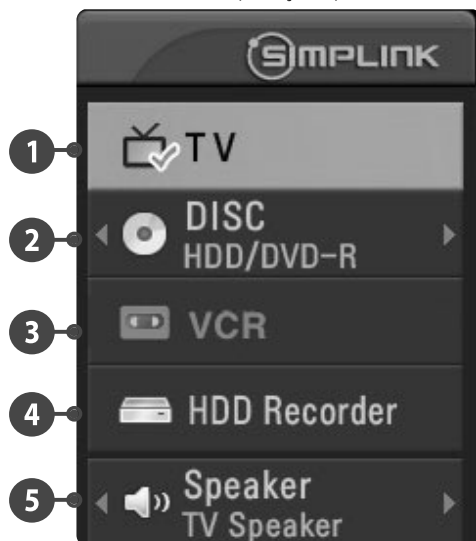 SIMPLINK
1
TV
2
DISC
HDD/DVD-R
3
VCR
4
HDD Recorder
5
Speaker
TV Speaker